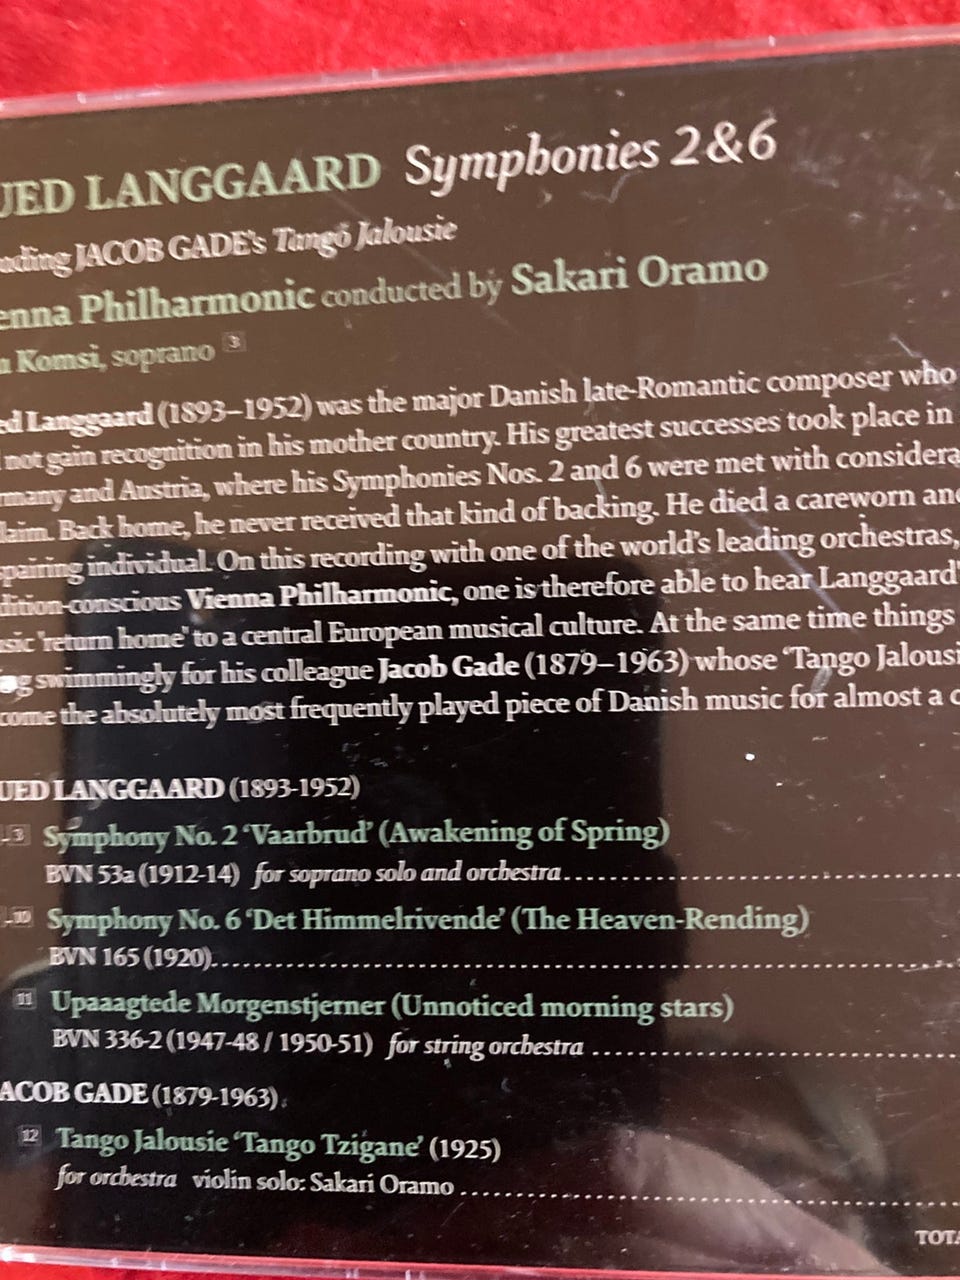 UED LANGGAARD Symphonies 2&6
uding JACOB GADE's Tango Jalousie
enna Philharmonic conducted by Sakari Oramo
Komsi, soprano 3
ed Langgaard (1893–1952) was the major Danish late-Romantic composer who
not gain recognition in his mother country. His greatest successes took place in
rmany and Austria, where his Symphonies Nos. 2 and 6 were met with considera
laim. Back home, he never received that kind of backing. He died a careworn and
pairing individual. On this recording with one of the world's leading orchestras,
dition-conscious Vienna Philharmonic, one is therefore able to hear Langgaard'
sic 'return home' to a central European musical culture. At the same time things
g swimmingly for his colleague Jacob Gade (1879–1963) whose 'Tango Jalousi
come the absolutely most frequently played piece of Danish music for almost a c
UED LANGGAARD (1893-1952)
-3 Symphony No. 2 'Vaarbrud' (Awakening of Spring)
BVN 53a (1912-14) for soprano solo and orchestra
-10 Symphony No. 6 'Det Himmelrivende' (The Heaven-Rending)
BVN 165 (1920)
11 Upaaagtede Morgenstjerner (Unnoticed morning stars)
BVN 336-2 (1947-48 / 1950-51) for string orchestra
ACOB GADE (1879-1963)
12 Tango Jalousie 'Tango Tzigane' (1925)
for orchestra violin solo: Sakari Oramo
TOTA